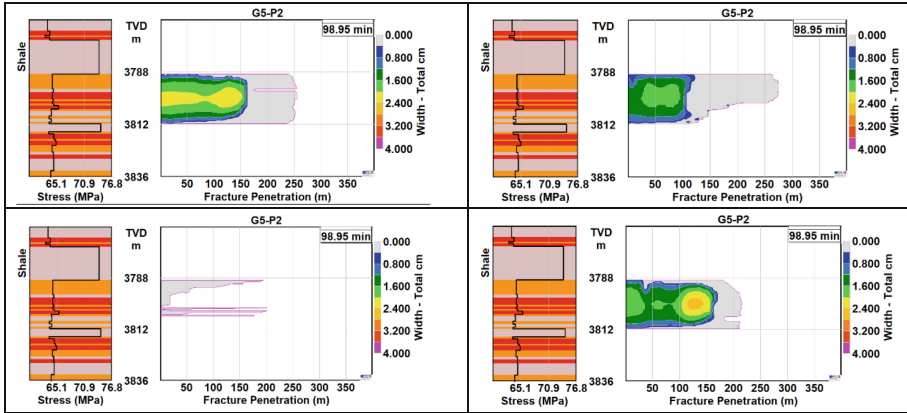 G5-P2
Shale
TVD
m
98.95 min
3788
3812
3836
0.000
0.800
1.600
2.400
3.200
4.000
Width - Total cm
65.1 70.9 76.8
Stress (MPa)
50 100 150 200 250 300 350
Fracture Penetration (m)
G5-P2
Shale
TVD
m
98.95 min
3788
3812
3836
0.000
0.800
1.600
2.400
3.200
4.000
Width - Total cm
65.1 70.9 76.8
Stress (MPa)
50 100 150 200 250 300 350
Fracture Penetration (m)
G5-P2
Shale
TVD
m
98.95 min
3788
3812
3836
0.000
0.800
1.600
2.400
3.200
4.000
Width - Total cm
65.1 70.9 76.8
Stress (MPa)
50 100 150 200 250 300 350
Fracture Penetration (m)
G5-P2
Shale
TVD
m
98.95 min
3788
3812
3836
0.000
0.800
1.600
2.400
3.200
4.000
Width - Total cm
65.1 70.9 76.8
Stress (MPa)
50 100 150 200 250 300 350
Fracture Penetration (m)